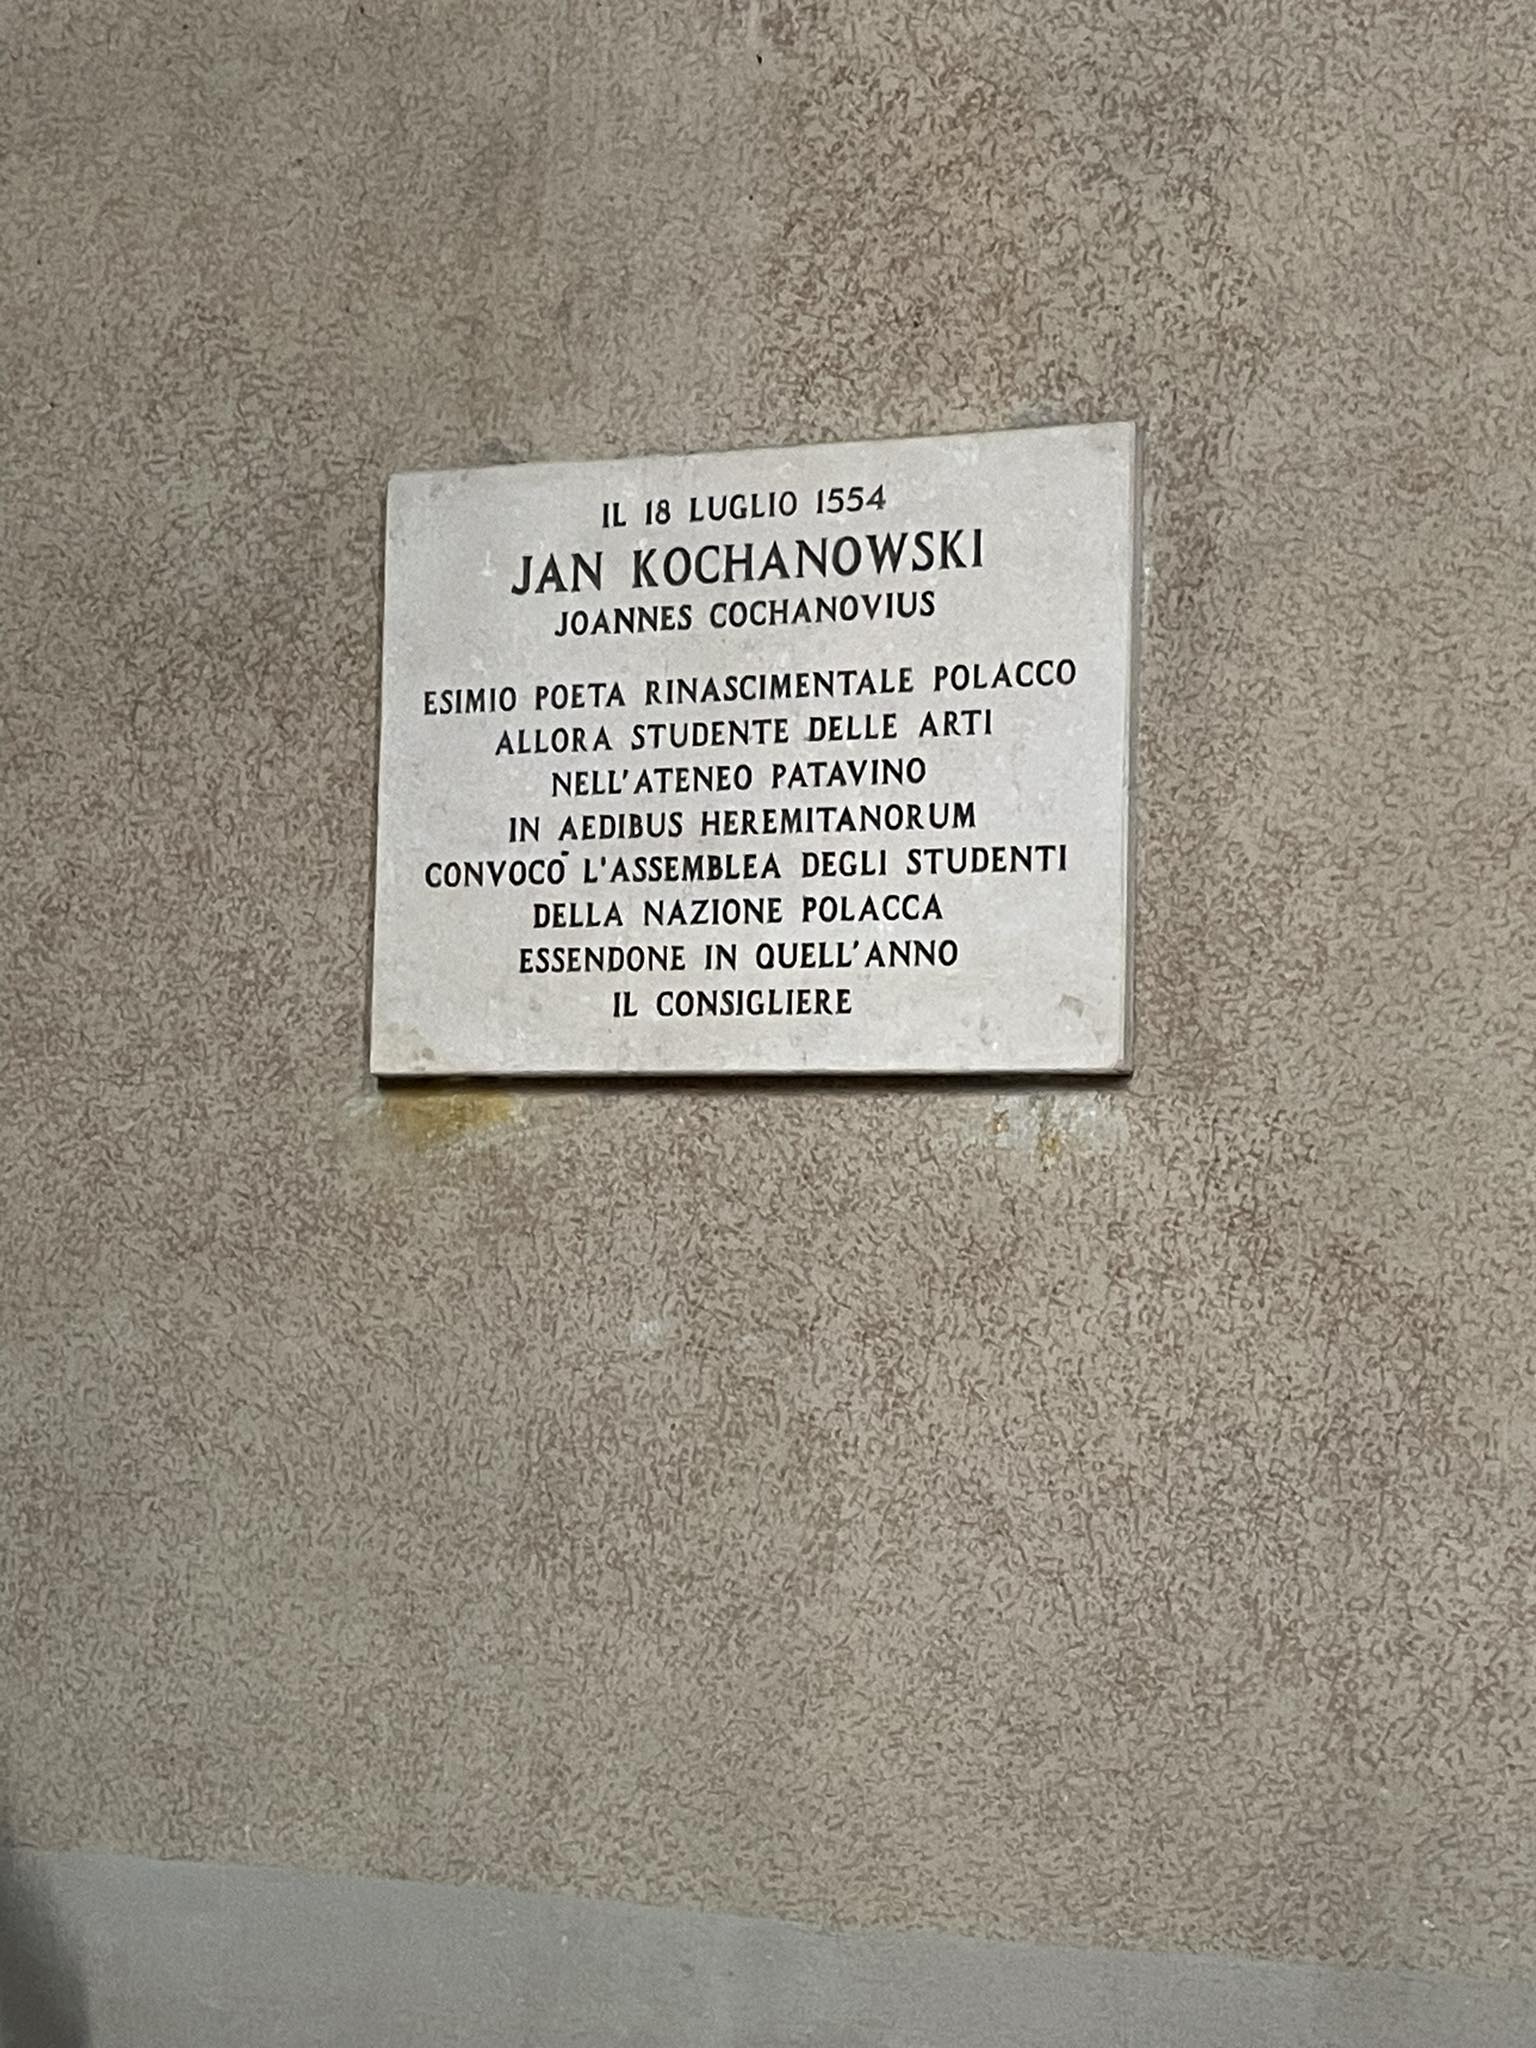 IL 18 LUGLIO 1554
JAN KOCHANOWSKI
JOANNES COCHANOVIUS
ESIMIO POETA RINASCIMENTALE POLACCO
ALLORA STUDENTE DELLE ARTI
NELL'ATENEO PATAVINO
IN AEDIBUS HEREMITANORUM
CONVOCÒ L'ASSEMBLEA DEGLI STUDENTI
DELLA NAZIONE POLACCA
ESSENDONE IN QUELL'ANNO
IL CONSIGLIERE